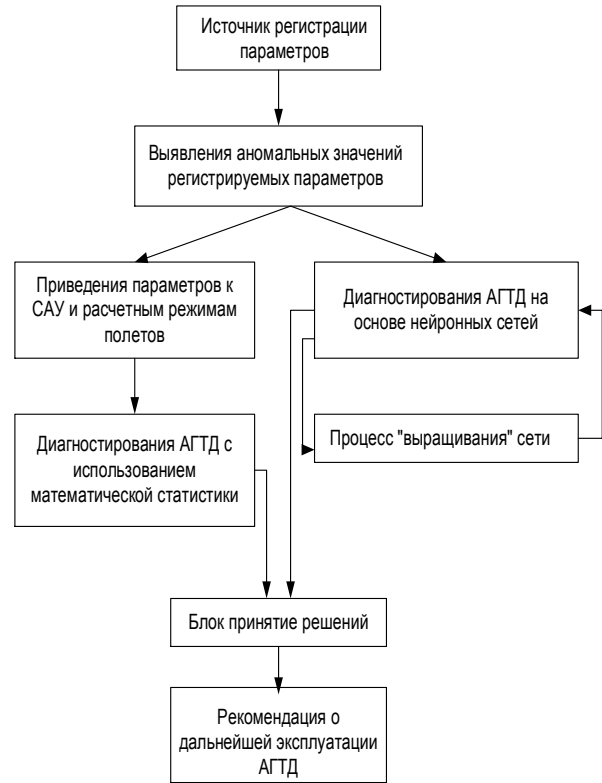 Источник регистрации
параметров
Выявления аномальных значений
регистрируемых параметров
Приведения параметров к
САУ и расчетным режимам
полетов
Диагностирования АГТД на
основе нейронных сетей
Диагностирования АГТД с
использованием
математической статистики
Процесс "выращивания" сети
Блок принятие решений
Рекомендация о
дальнейшей эксплуатации
АГТД